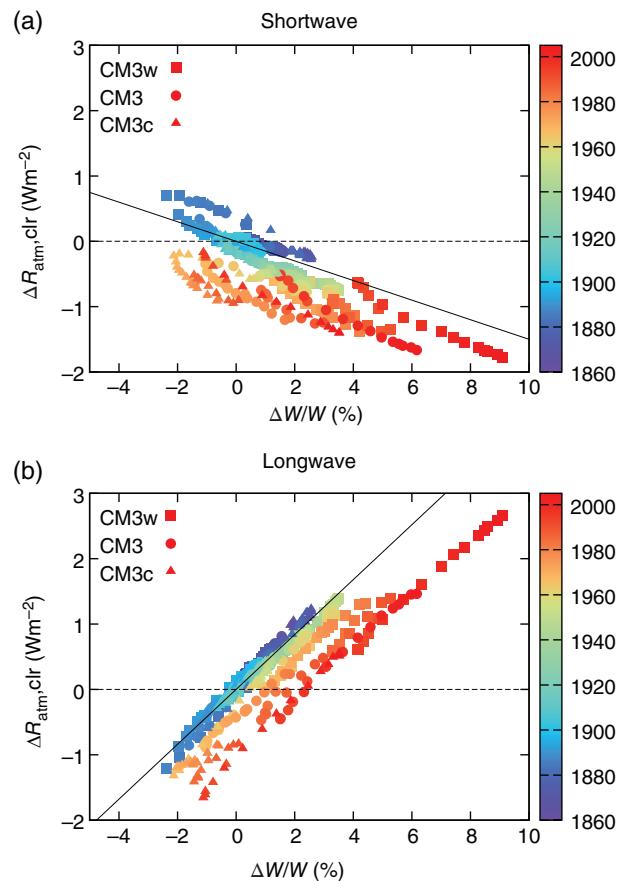 (a)
Shortwave
3
2
1
0
−1
−2
ΔR_atm,clr (Wm⁻²)
CM3w
CM3
CM3c
−4 −2 0 2 4 6 8 10
ΔW/W (%)
2000
1980
1960
1940
1920
1900
1880
1860
(b)
Longwave
3
2
1
0
−1
−2
ΔR_atm,clr (Wm⁻²)
CM3w
CM3
CM3c
−4 −2 0 2 4 6 8 10
ΔW/W (%)
2000
1980
1960
1940
1920
1900
1880
1860